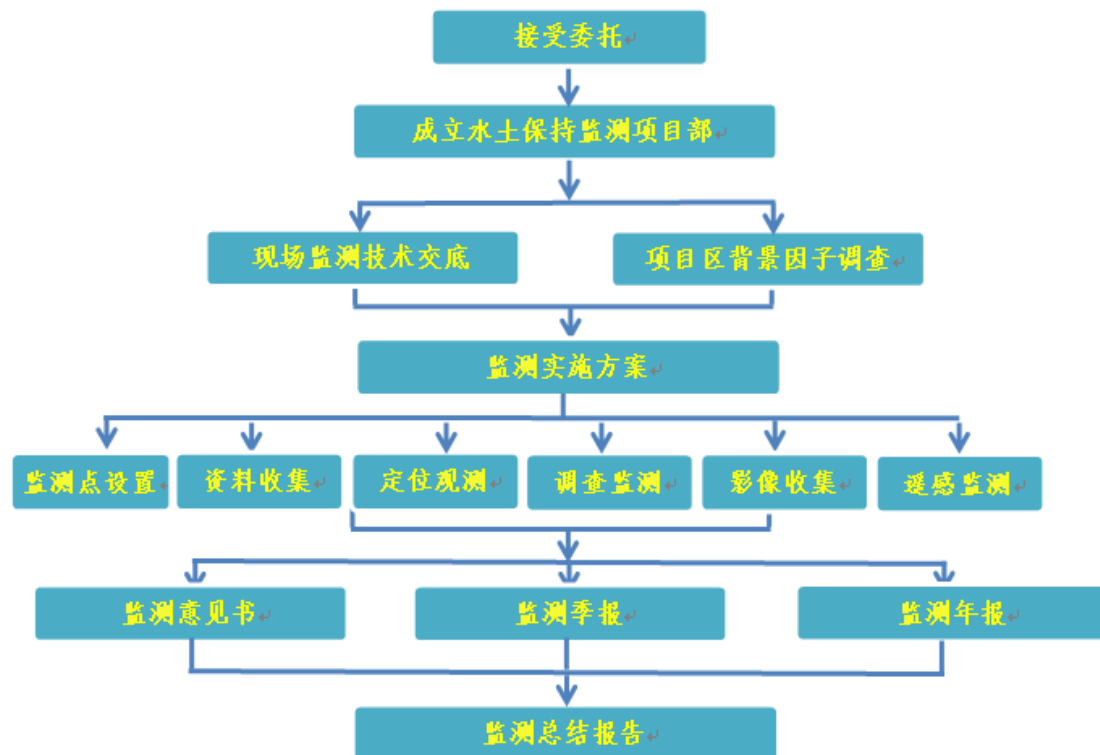 接受委托
成立水土保持监测项目部
现场监测技术交底
项目区背景因子调查
监测实施方案
监测点设置
资料收集
定位观测
调查监测
影像收集
遥感监测
监测意见书
监测季报
监测年报
监测总结报告